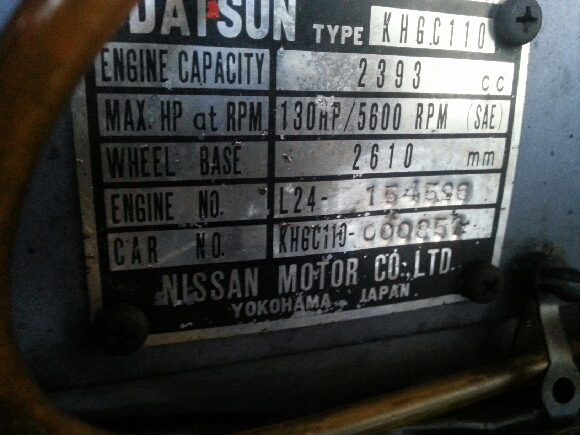 DATSUN TYPE KHGC110
ENGINE CAPACITY 2393 cc
MAX. HP at RPM 130HP/5600 RPM (SAE)
WHEEL BASE 2610 mm
ENGINE NO. L24-
CAR NO. KHGC110-
NISSAN MOTOR CO.,LTD.
YOKOHAMA, JAPAN